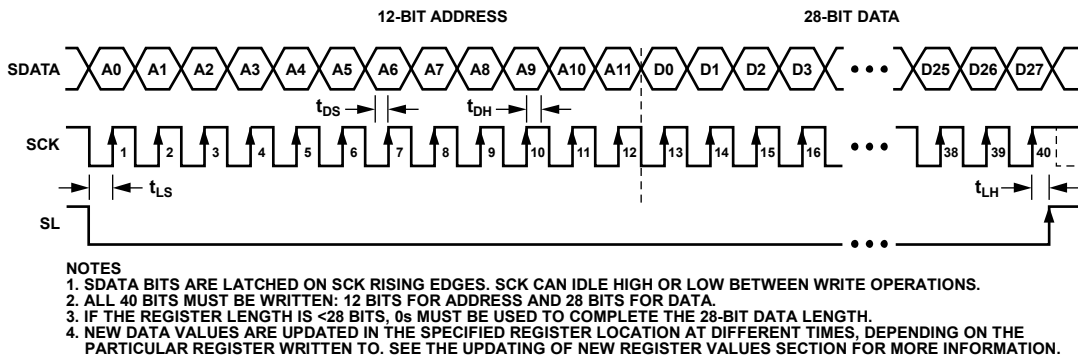 12-BIT ADDRESS 28-BIT DATA
SDATA A0 A1 A2 A3 A4 A5 A6 A7 A8 A9 A10 A11 D0 D1 D2 D3 D25 D26 D27
tDS tDH
SCK 1 2 3 4 5 6 7 8 9 10 11 12 13 14 15 16 38 39 40
tLS tLH
SL
NOTES
1. SDATA BITS ARE LATCHED ON SCK RISING EDGES. SCK CAN IDLE HIGH OR LOW BETWEEN WRITE OPERATIONS.
2. ALL 40 BITS MUST BE WRITTEN: 12 BITS FOR ADDRESS AND 28 BITS FOR DATA.
3. IF THE REGISTER LENGTH IS <28 BITS, 0s MUST BE USED TO COMPLETE THE 28-BIT DATA LENGTH.
4. NEW DATA VALUES ARE UPDATED IN THE SPECIFIED REGISTER LOCATION AT DIFFERENT TIMES, DEPENDING ON THE
PARTICULAR REGISTER WRITTEN TO. SEE THE UPDATING OF NEW REGISTER VALUES SECTION FOR MORE INFORMATION.